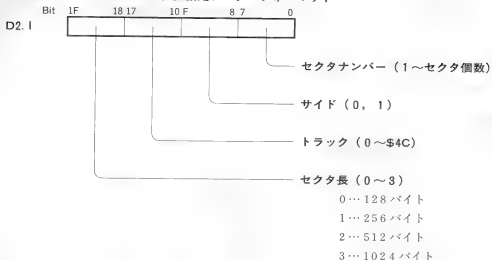 Bit 1F 18 17 10 F 8 7 0
D2.l
セクタナンバー（1～セクタ個数）
サイド（0，1）
トラック（0～$4C）
セクタ長（0～3）
0…128バイト
1…256バイト
2…512バイト
3…1024バイト